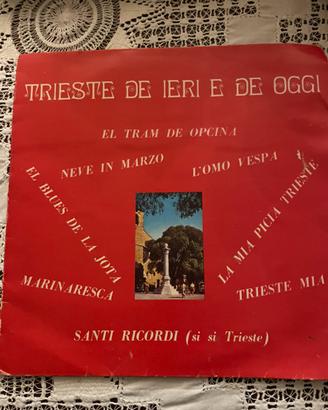 TRIESTE DE IERI E DE OGGI
EL TRAM DE OPCINA
NEVE IN MARZO
L'OMO VESPA
EL BLUES DE LA JOTA
LA MIA PICIA TRIESTE
MARINARESCA
TRIESTE MIA
SANTI RICORDI (si si Trieste)